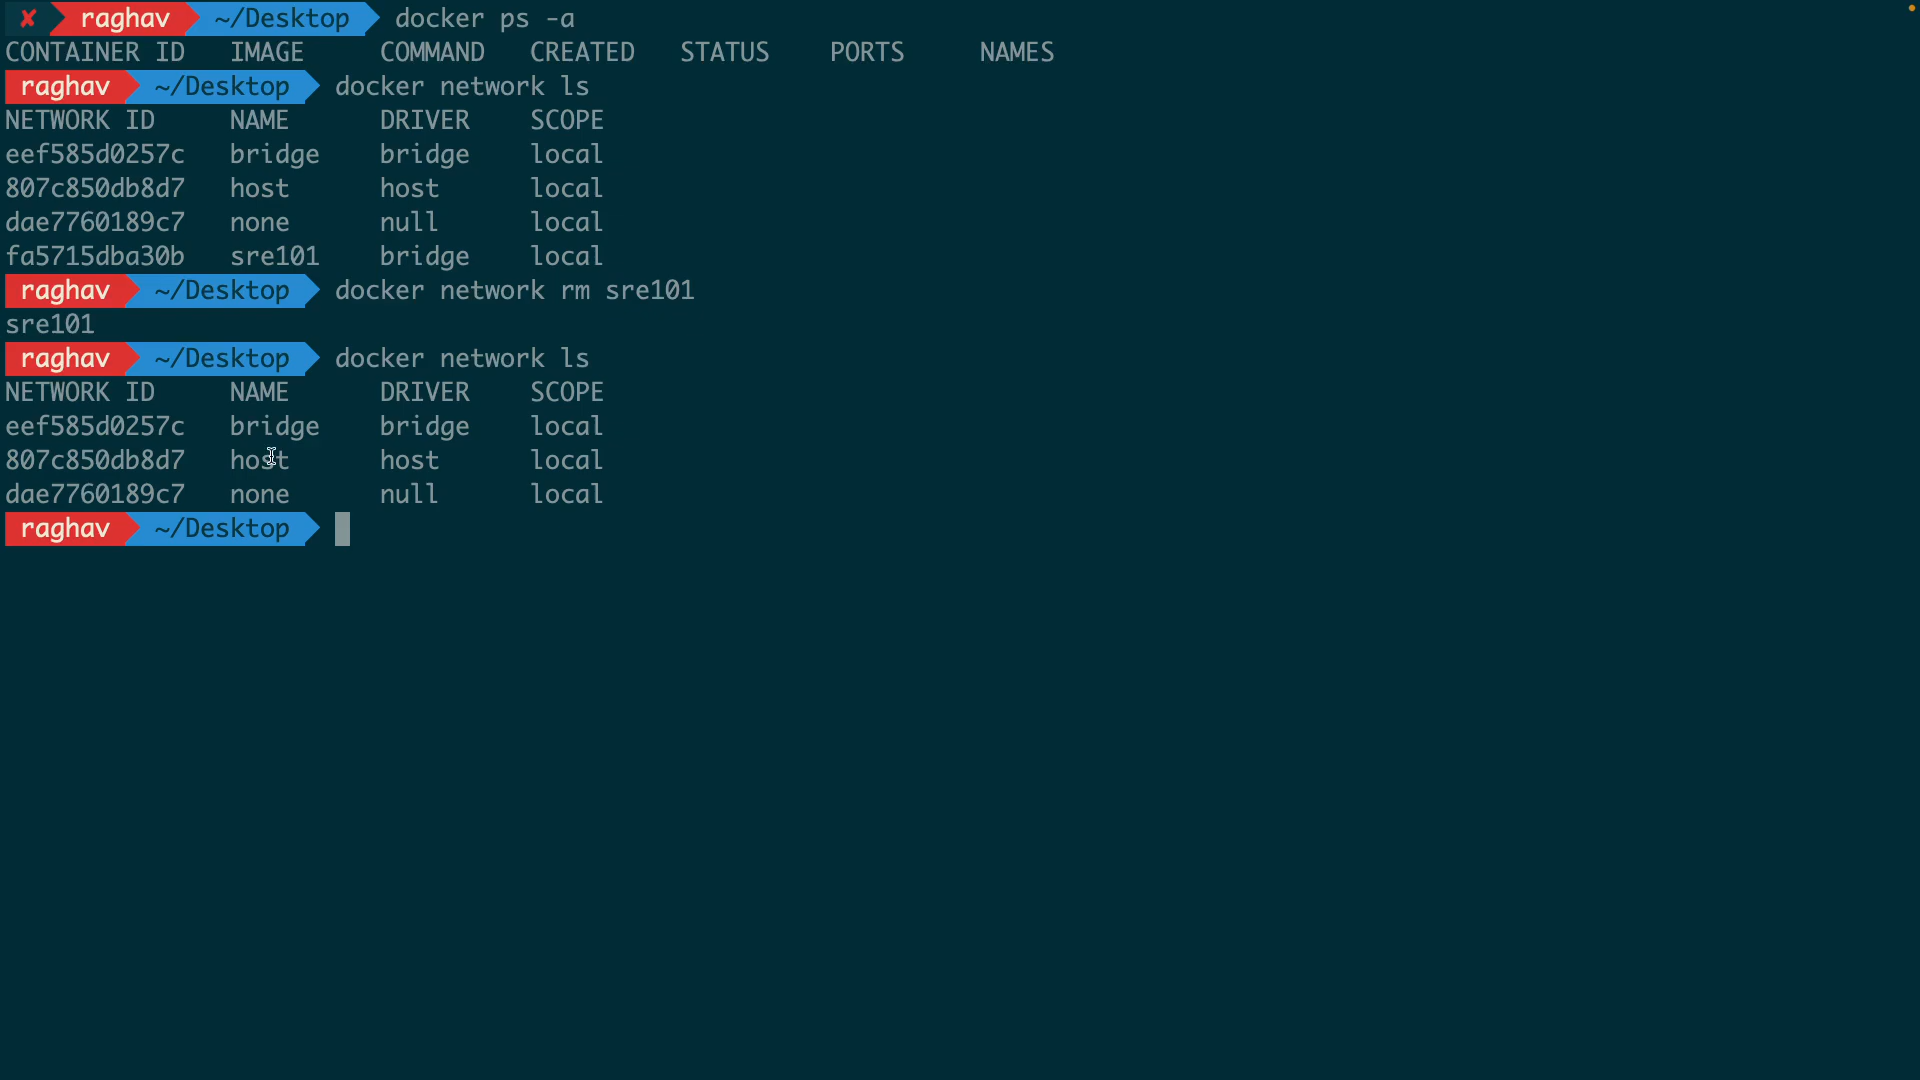 ✘ raghav ~/Desktop docker ps -a
CONTAINER ID IMAGE COMMAND CREATED STATUS PORTS NAMES
raghav ~/Desktop docker network ls
NETWORK ID NAME DRIVER SCOPE
eef585d0257c bridge bridge local
807c850db8d7 host host local
dae7760189c7 none null local
fa5715dba30b sre101 bridge local
raghav ~/Desktop docker network rm sre101
sre101
raghav ~/Desktop docker network ls
NETWORK ID NAME DRIVER SCOPE
eef585d0257c bridge bridge local
807c850db8d7 host host local
dae7760189c7 none null local
raghav ~/Desktop